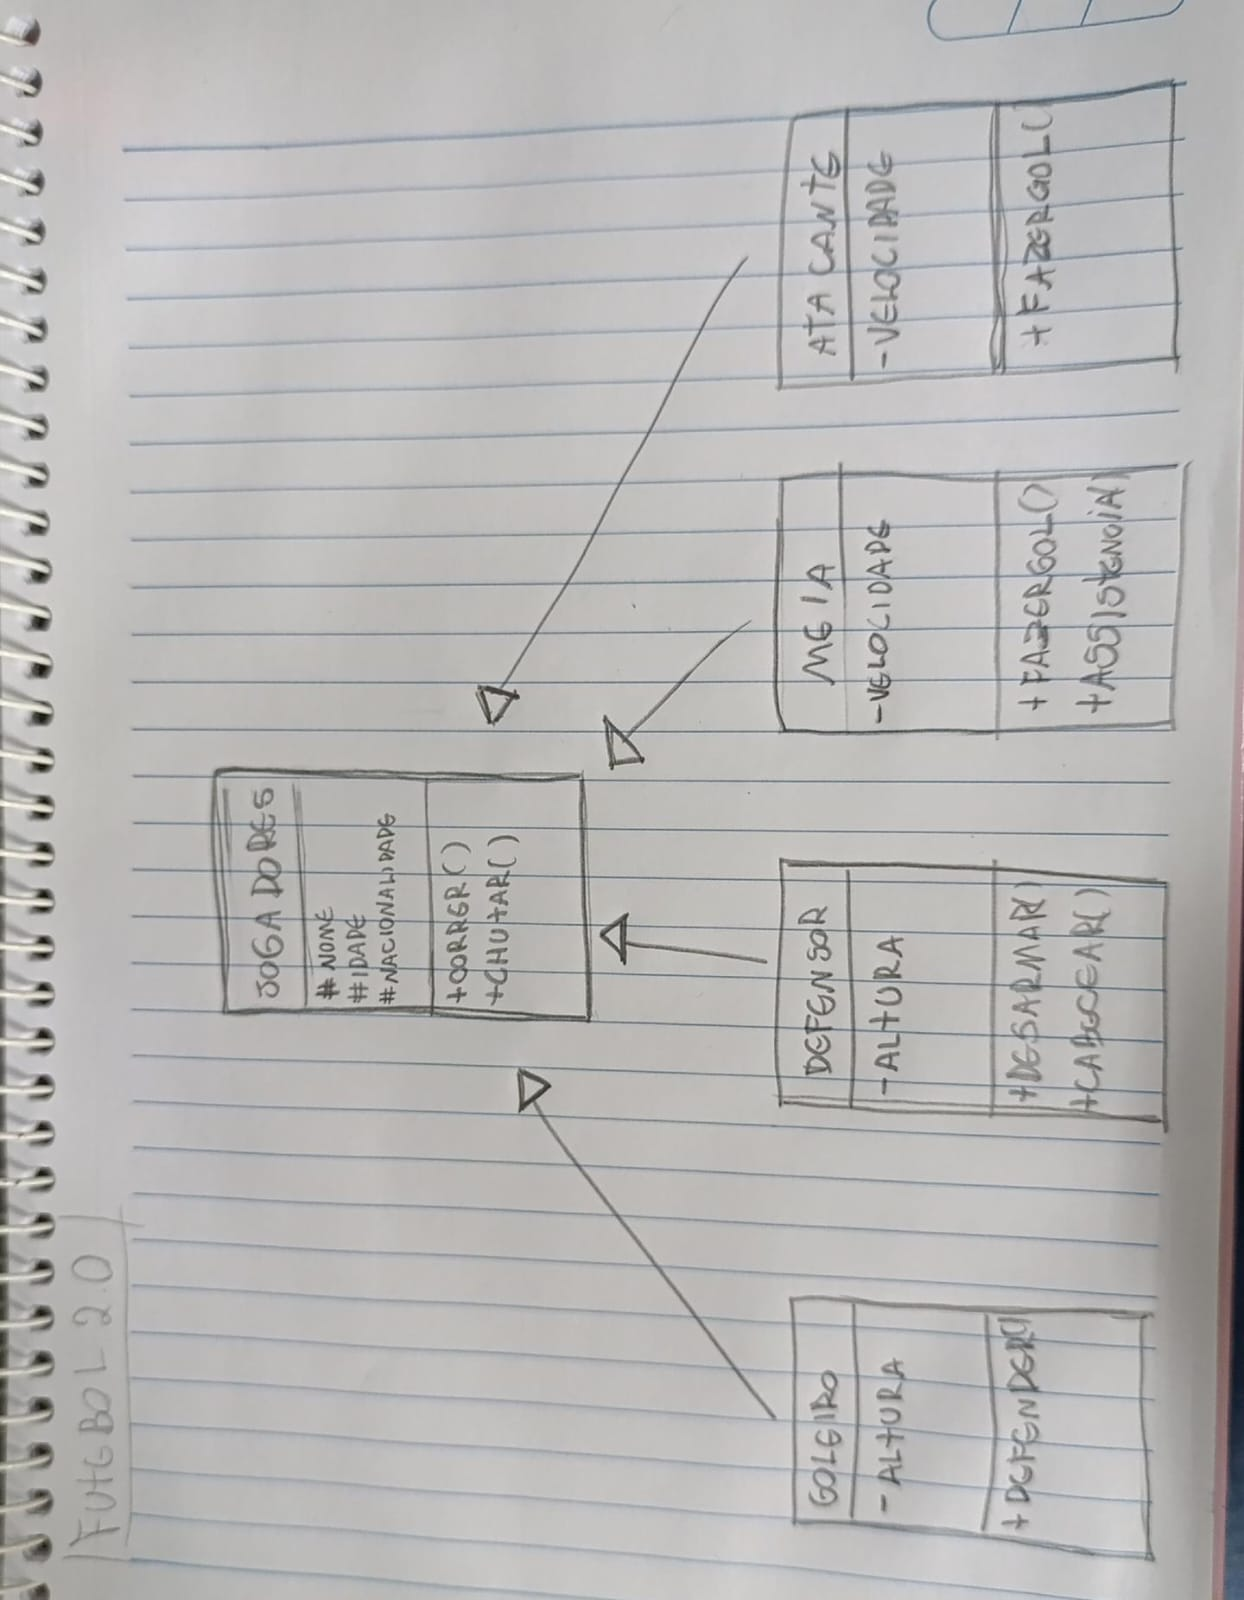 FUTEBOL 2.0
JOGADORES
# NOME
# IDADE
# NACIONALIDADE
+CORRER()
+CHUTAR()
GOLEIRO
- ALTURA
+ DEFENDER()
DEFENSOR
- ALTURA
+DESARMAR()
+CABECEAR()
MEIA
- VELOCIDADE
+ FAZERGOL()
+ASSISTENCIA()
ATACANTE
- VELOCIDADE
+ FAZERGOL()